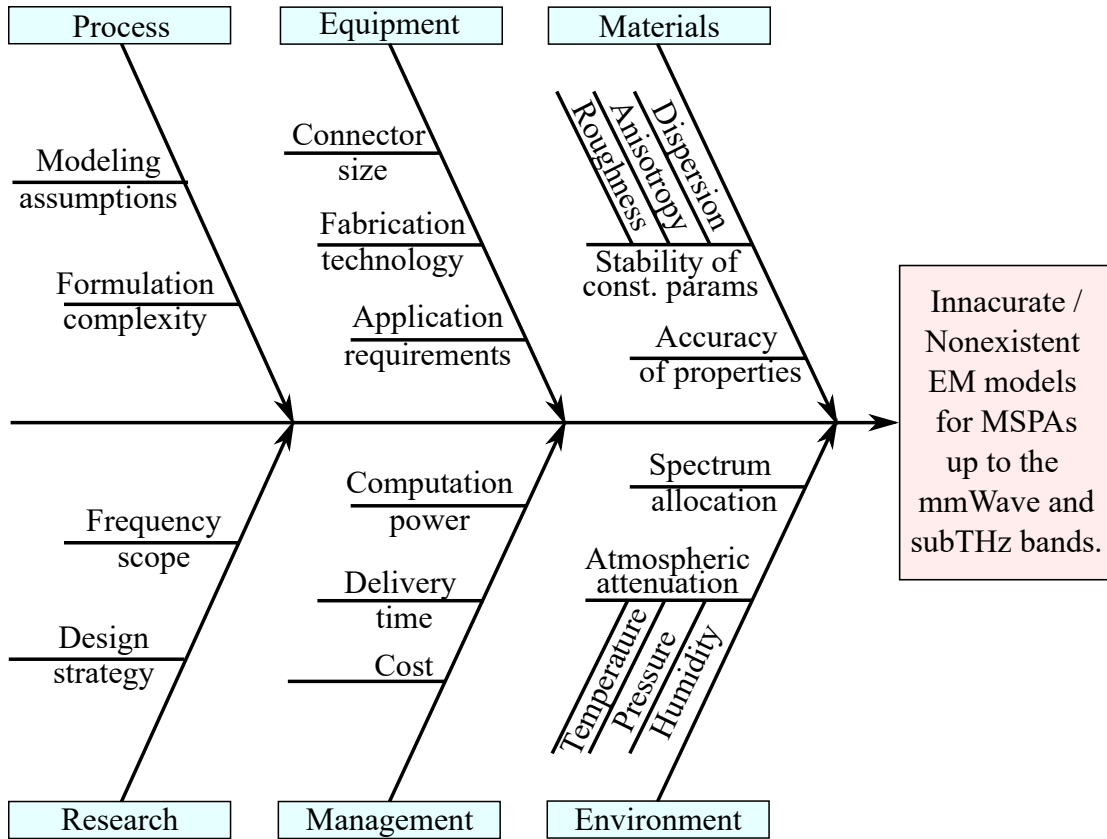 Process
Equipment
Materials
Modeling
assumptions
Formulation
complexity
Connector
size
Fabrication
technology
Application
requirements
Roughness
Anisotropy
Dispersion
Stability of
const. params
Accuracy
of properties
Innacurate /
Nonexistent
EM models
for MSPAs
up to the
mmWave and
subTHz bands.
Frequency
scope
Design
strategy
Computation
power
Delivery
time
Cost
Spectrum
allocation
Atmospheric
attenuation
Temperature
Pressure
Humidity
Research
Management
Environment